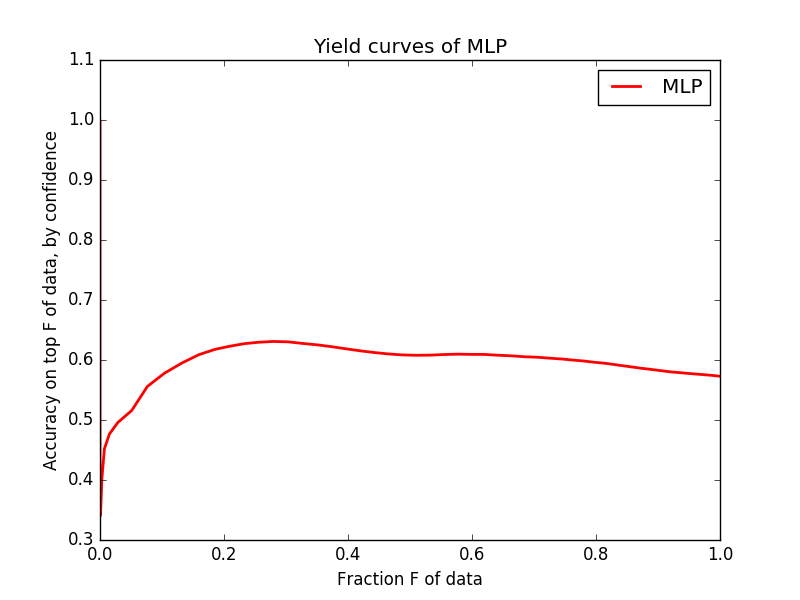 Yield curves of MLP
MLP
Accuracy on top F of data, by confidence
1.1
1.0
0.9
0.8
0.7
0.6
0.5
0.4
0.3
0.0 0.2 0.4 0.6 0.8 1.0
Fraction F of data